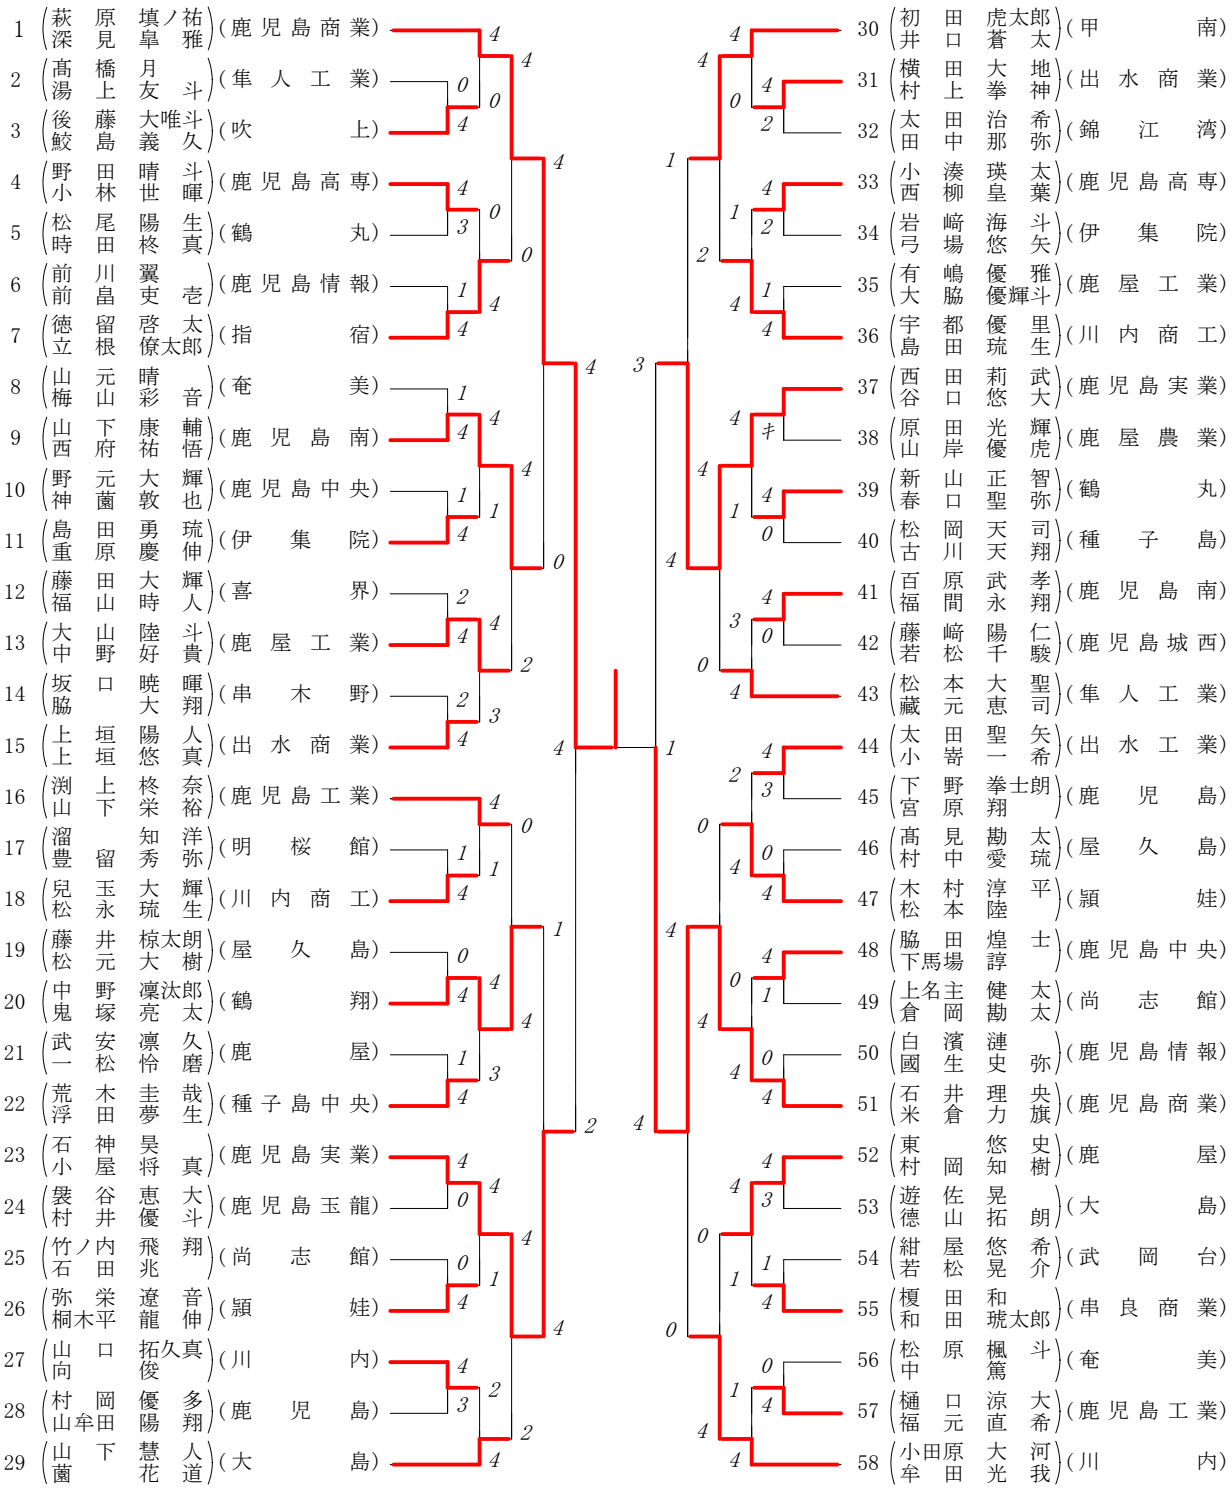 1 (萩原 填ノ祐 深見 皐雅) (鹿児島商業)
2 (髙橋 月 湯上 友斗) (隼人工業)
3 (後藤 大唯斗 鮫島 義久) (吹上)
4 (野田 晴斗 小林 世暉) (鹿児島高専)
5 (松尾 陽生 時田 柊真) (鶴丸)
6 (前川 翼 前畠 吏壱) (鹿児島情報)
7 (徳留 啓太 立根 僚太郎) (指宿)
8 (山元 晴 梅山 彩音) (奄美)
9 (山下 康輔 西府 祐悟) (鹿児島南)
10 (野元 大輝 神薗 敦也) (鹿児島中央)
11 (島田 勇琉 重原 慶伸) (伊集院)
12 (藤田 大輝 福山 時人) (喜界)
13 (大山 陸斗 中野 好貴) (鹿屋工業)
14 (坂口 暁暉 脇 大翔) (串木野)
15 (上垣 陽人 上垣 悠真) (出水商業)
16 (渕上 柊奈 山下 栄裕) (鹿児島工業)
17 (溜 知洋 豊留 秀弥) (明桜館)
18 (兒玉 大輝 松永 琉生) (川内商工)
19 (藤井 椋太朗 松元 大樹) (屋久島)
20 (中野 凜汰郎 鬼塚 亮太) (鶴翔)
21 (武安 凛久 一松 怜磨) (鹿屋)
22 (荒木 圭哉 浮田 夢生) (種子島中央)
23 (石神 昊 小屋 将真) (鹿児島実業)
24 (袰谷 恵大 村井 優斗) (鹿児島玉龍)
25 (竹ノ内 飛翔 石田 兆) (尚志館)
26 (弥栄 遼音 桐木平 龍伸) (頴娃)
27 (山口 拓久真 向 俊) (川内)
28 (村岡 優多 山牟田 陽翔) (鹿児島)
29 (山下 慧人 薗 花道) (大島)
30 (初田 虎太郎 井口 蒼太) (甲南)
31 (横田 大地 村上 拳神) (出水商業)
32 (太田 治希 田中 那弥) (錦江湾)
33 (小湊 瑛太 西柳 皇葉) (鹿児島高専)
34 (岩﨑 海斗 弓場 悠矢) (伊集院)
35 (有嶋 優雅 大脇 優輝斗) (鹿屋工業)
36 (宇都 優里 島田 琉生) (川内商工)
37 (西田 莉武 谷口 悠大) (鹿児島実業)
38 (原田 光輝 山岸 優虎) (鹿屋農業)
39 (新山 正智 春口 聖弥) (鶴丸)
40 (松岡 天司 古川 天翔) (種子島)
41 (百原 武孝 福間 永翔) (鹿児島南)
42 (藤﨑 陽仁 若松 千駿) (鹿児島城西)
43 (松本 大聖 藏元 恵司) (隼人工業)
44 (太田 聖矢 小嵜 一希) (出水工業)
45 (下野 拳士朗 宮原 翔) (鹿児島)
46 (髙見 勘太 村中 愛琉) (屋久島)
47 (木村 淳平 松本 陸) (頴娃)
48 (脇田 煌士 下馬場 諄) (鹿児島中央)
49 (上名主 健太 倉岡 勘太) (尚志館)
50 (白濱 漣 國生 史弥) (鹿児島情報)
51 (石井 理央 米倉 力旗) (鹿児島商業)
52 (東 悠史 村岡 知樹) (鹿屋)
53 (遊佐 晃 德山 拓朗) (大島)
54 (紺屋 悠希 若松 晃介) (武岡台)
55 (榎田 和 和田 琥太郎) (串良商業)
56 (松原 楓斗 中 篤) (奄美)
57 (樋口 涼大 福元 直希) (鹿児島工業)
58 (小田原 大河 牟田 光我) (川内)